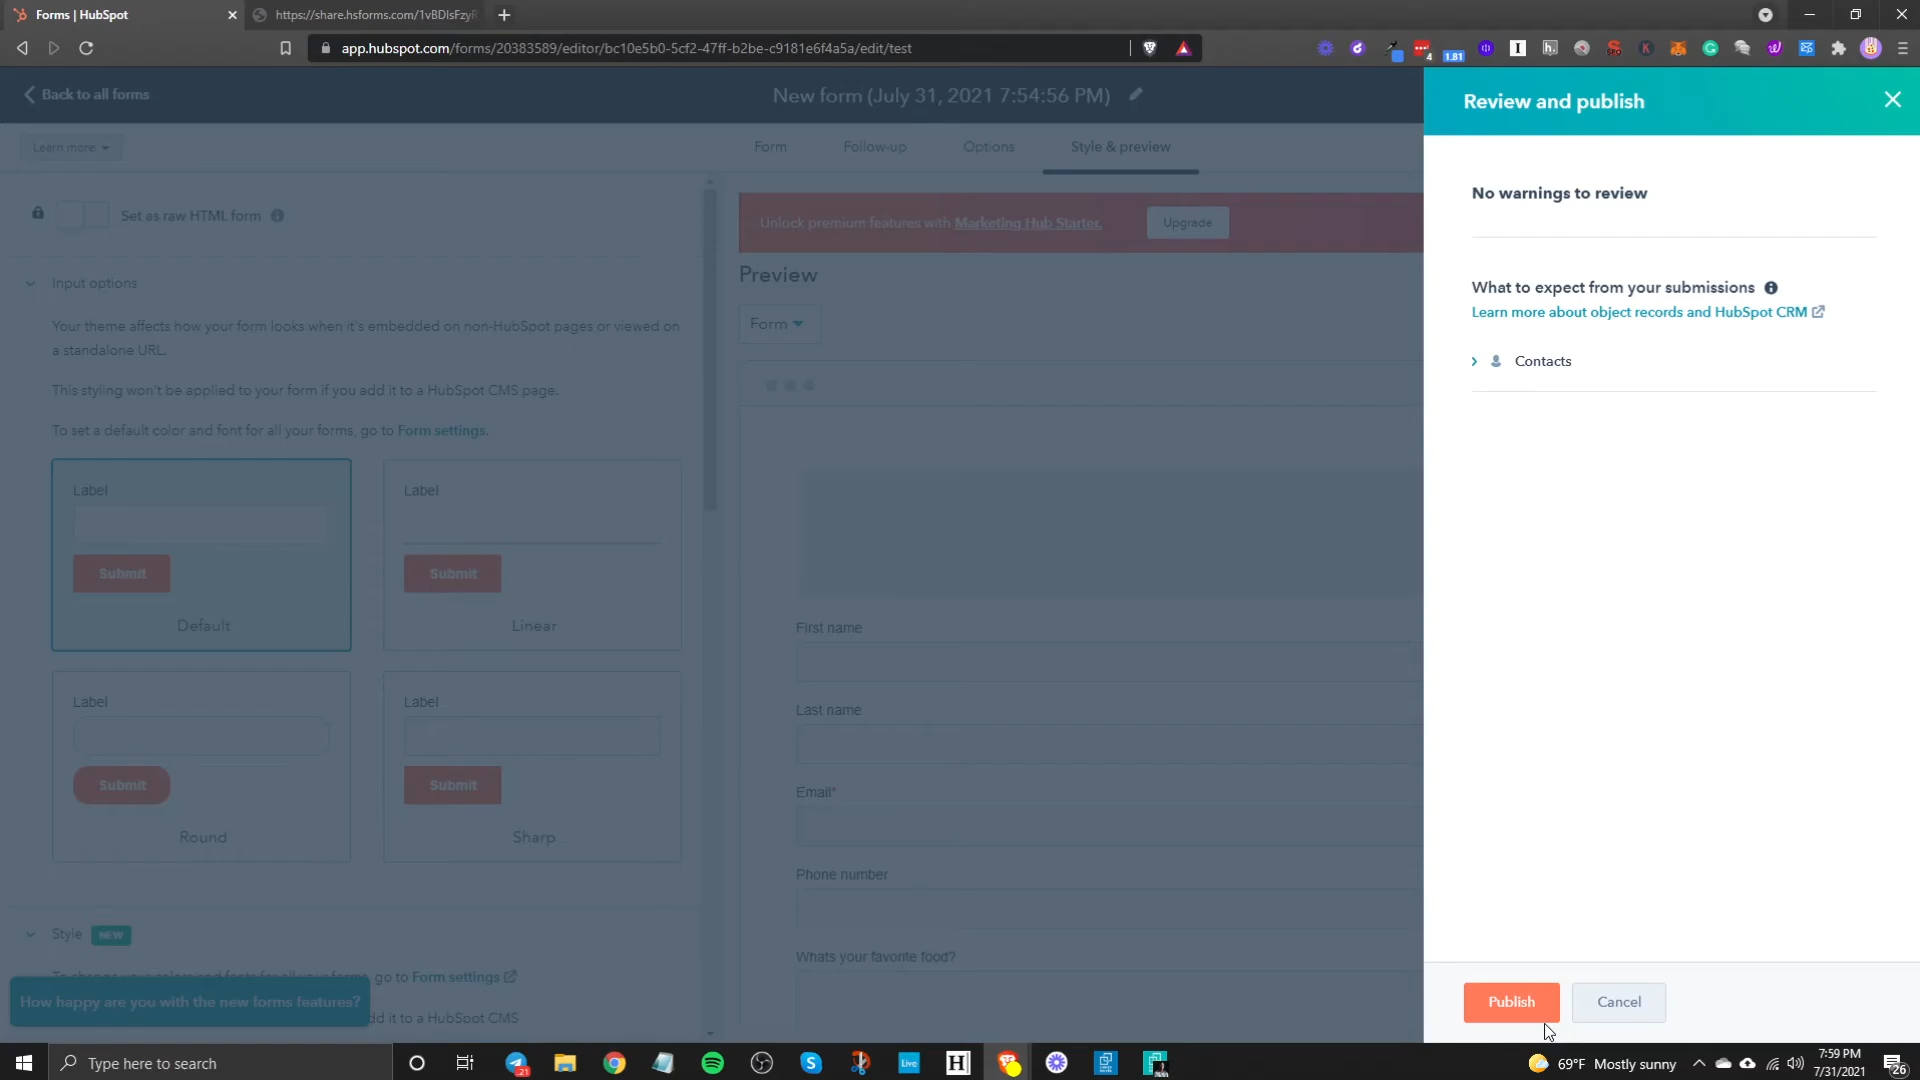 Forms | HubSpot
https://share.hsforms.com/1vBDlsFzyF
app.hubspot.com/forms/20383589/editor/bc10e5b0-5cf2-47ff-b2be-c9181e6f4a5a/edit/test
4
1.81
Back to all forms
New form (July 31, 2021 7:54:56 PM)
Review and publish
Learn more
Form
Follow-up
Options
Style & preview
Set as raw HTML form
Unlock premium features with Marketing Hub Starter.
Upgrade
No warnings to review
Preview
Form
Input options
Your theme affects how your form looks when it's embedded on non-HubSpot pages or viewed on
a standalone URL.
This styling won't be applied to your form if you add it to a HubSpot CMS page.
To set a default color and font for all your forms, go to Form settings.
What to expect from your submissions
Learn more about object records and HubSpot CRM
Contacts
Label
Submit
Default
Label
Submit
Linear
Label
Submit
Round
Label
Submit
Sharp
First name
Last name
Email*
Phone number
Whats your favorite food?
Style NEW
go to Form settings
How happy are you with the new forms features?
dd it to a HubSpot CMS
Publish
Cancel
Type here to search
21
Live
H
69°F Mostly sunny
7:59 PM
7/31/2021
26